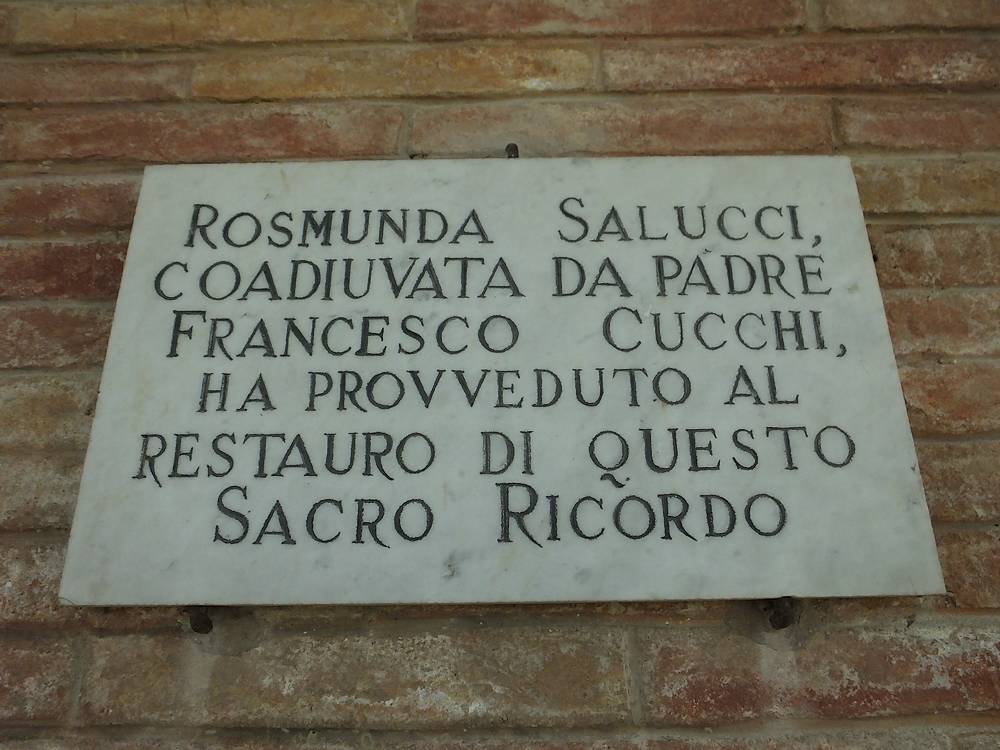 ROSMUNDA SALUCCI,
COADIUVATA DA PADRE
FRANCESCO CUCCHI,
HA PROVVEDUTO AL
RESTAURO DI QUESTO
SACRO RICORDO